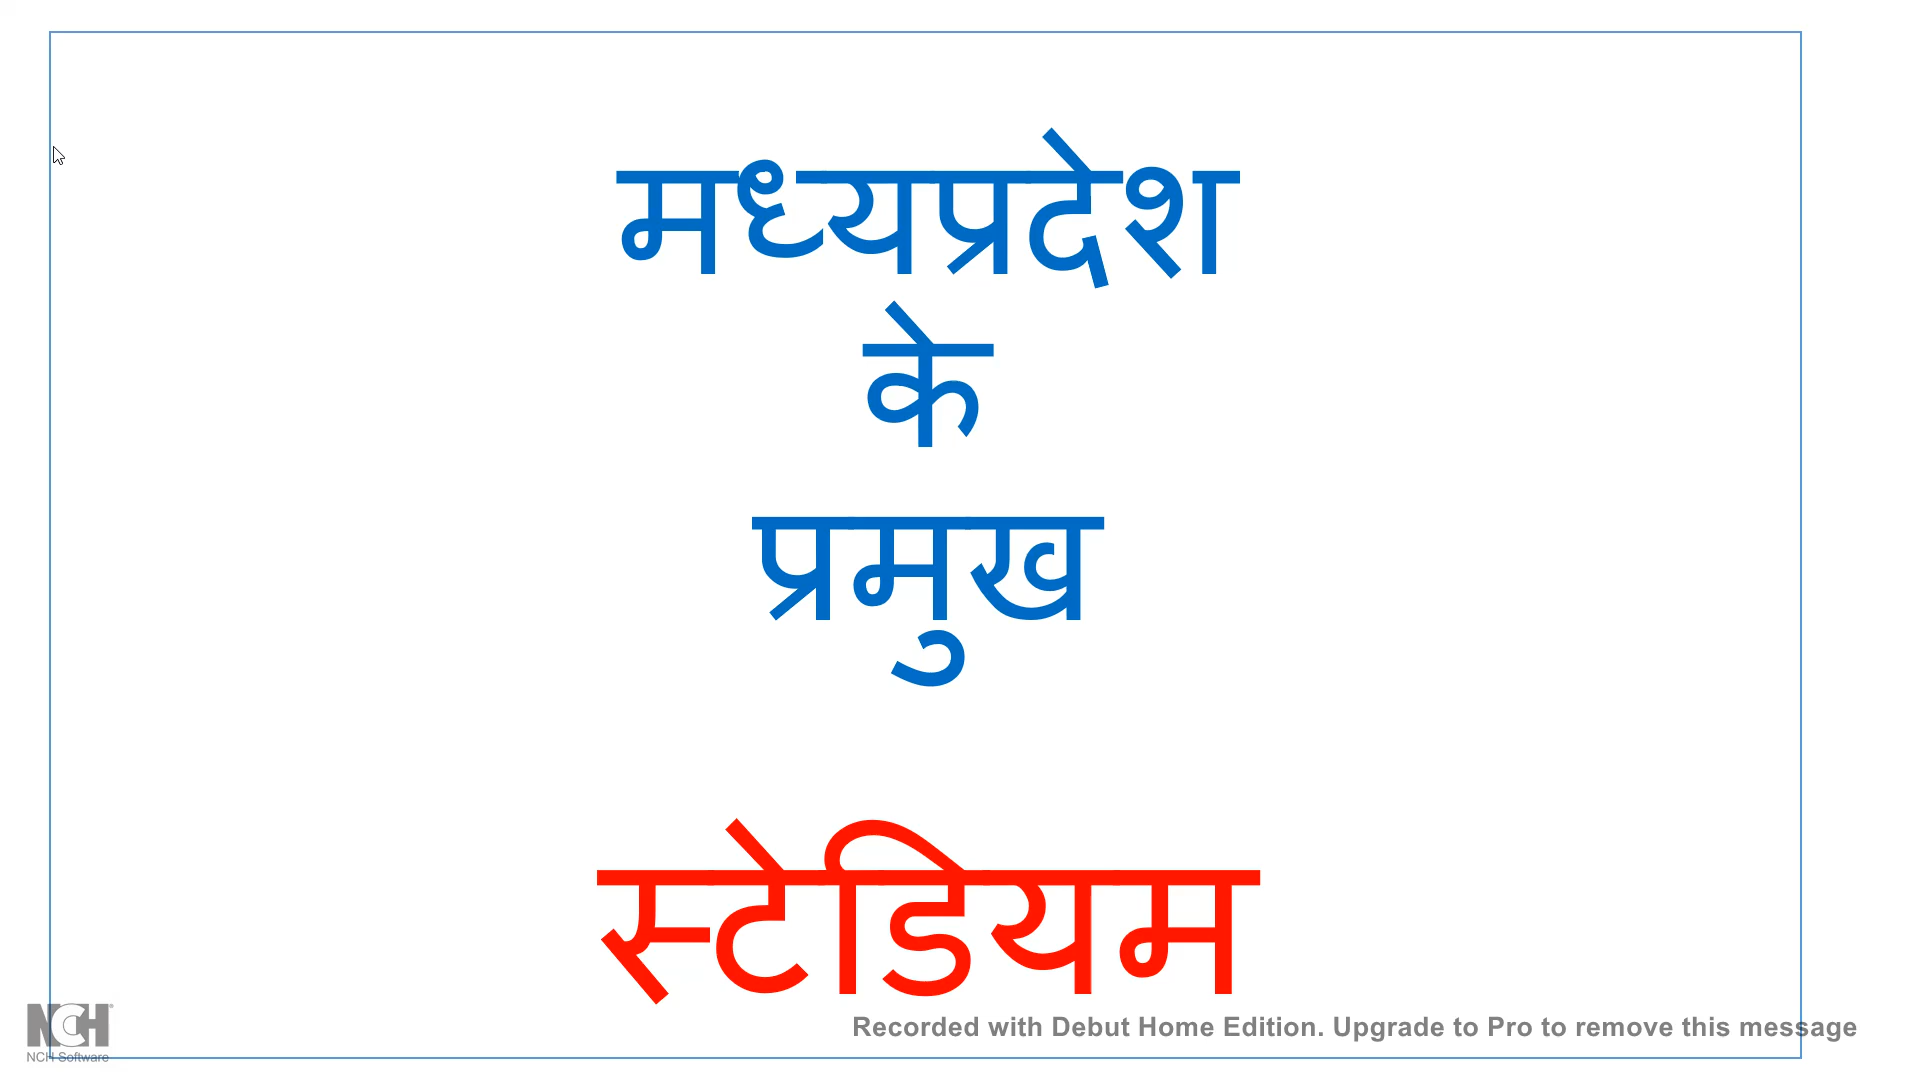 मध्यप्रदेश
के
प्रमुख
स्टेडियम
NCH
NCH Software
Recorded with Debut Home Edition. Upgrade to Pro to remove this message